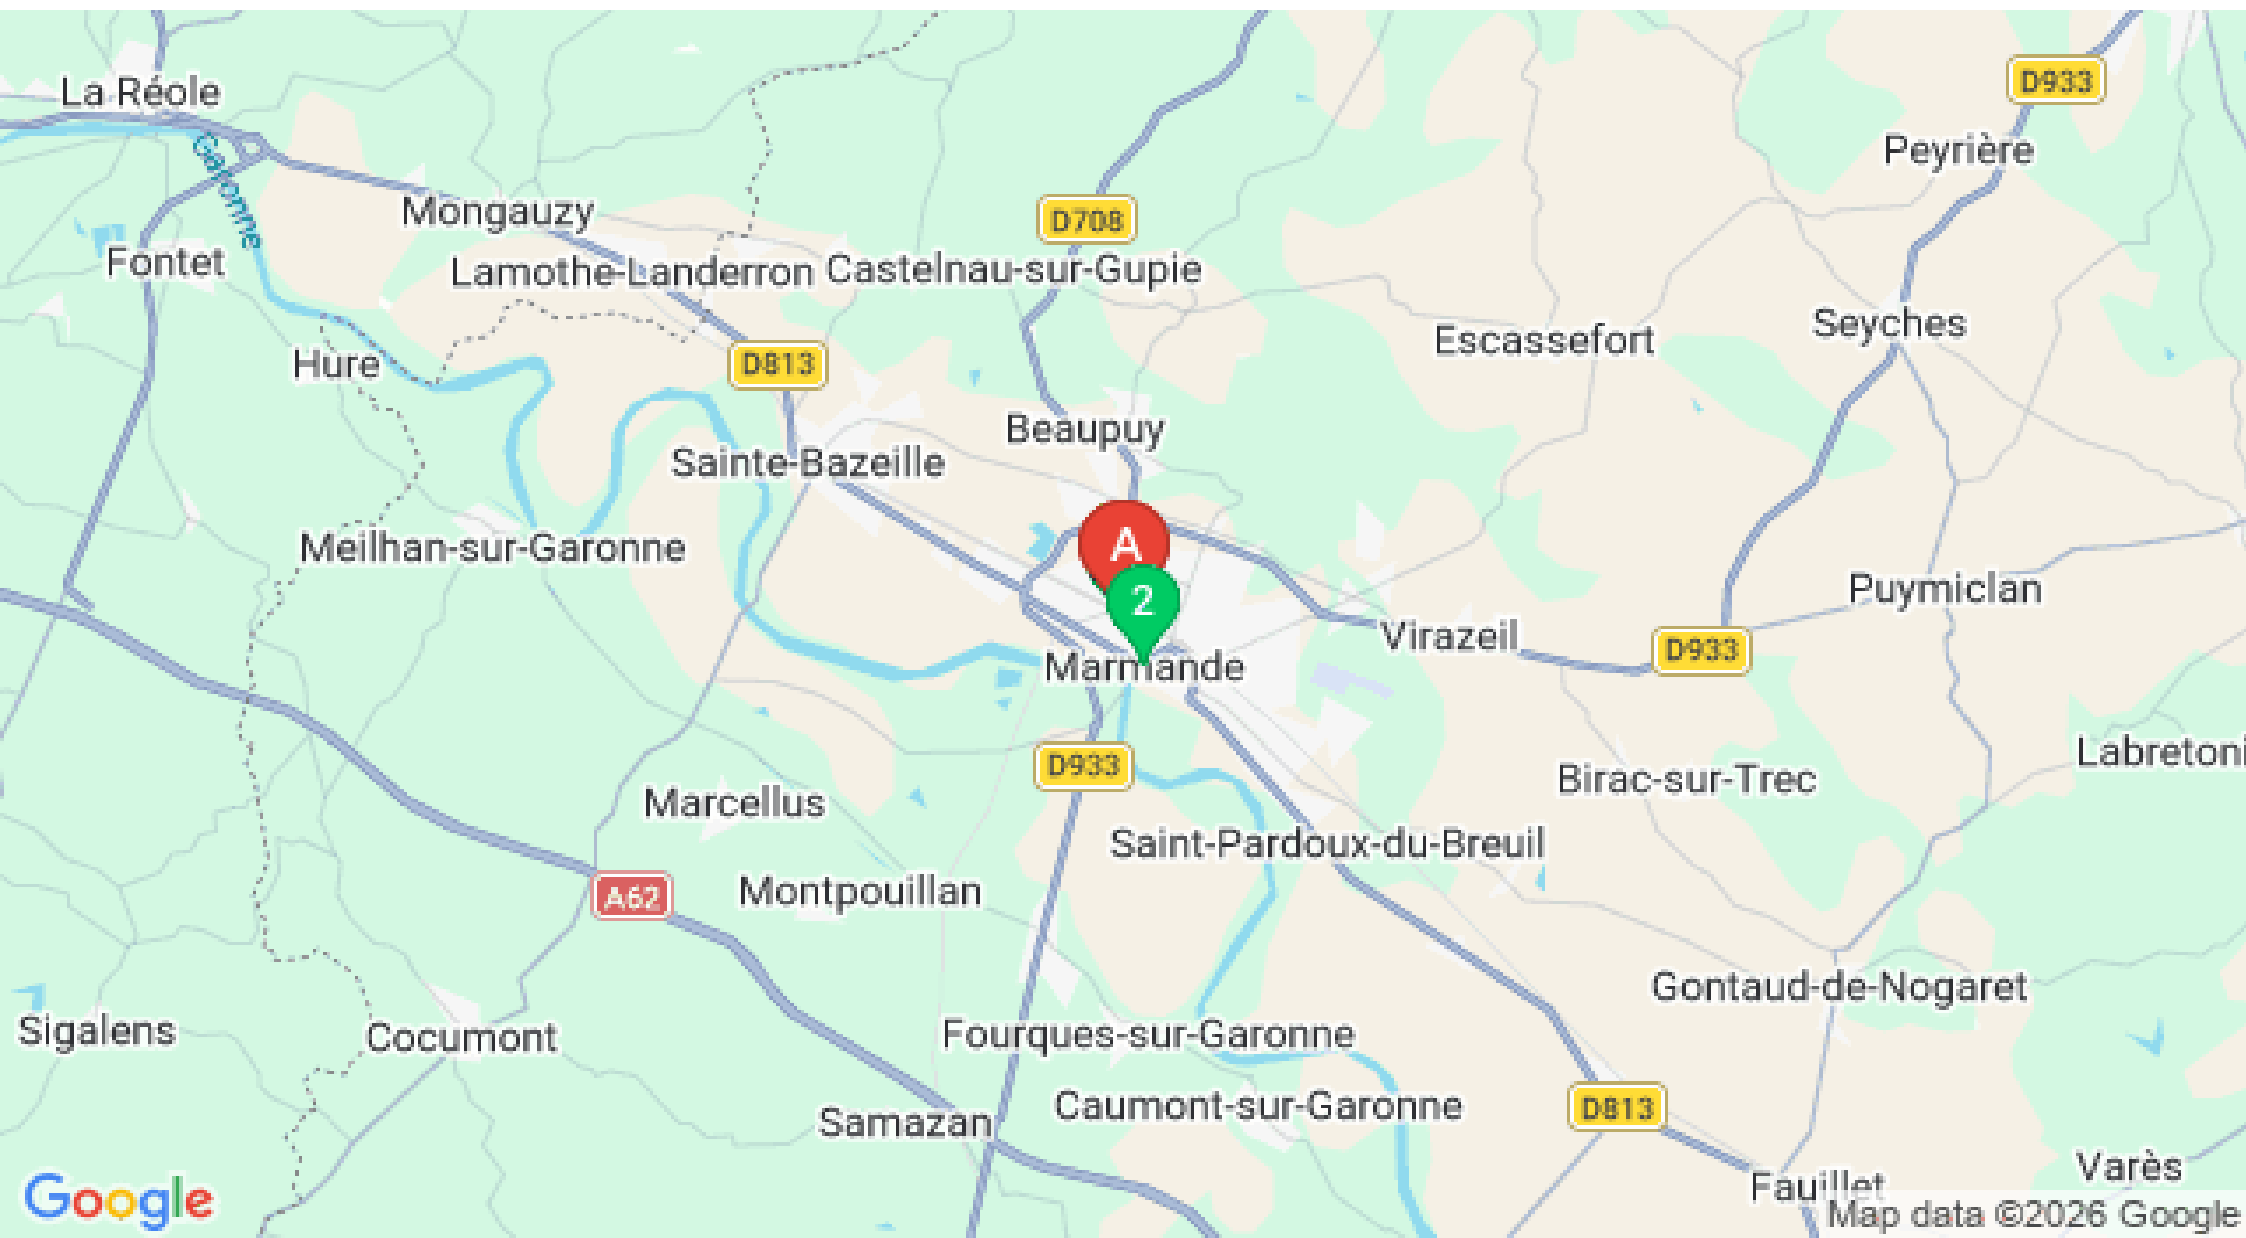 La Réole
D933
Peyrière
Garonne
Mongauzy
D708
Fontet
Lamothe-Landerron
Castelnau-sur-Gupie
Seyches
Escassefort
Hure
D813
Beaupuy
Sainte-Bazeille
A
Meilhan-sur-Garonne
2
Puymiclan
Virazeil
D933
Marmande
D933
Labretoni
Birac-sur-Trec
Marcellus
Saint-Pardoux-du-Breuil
A62
Montpouillan
Gontaud-de-Nogaret
Sigalens
Cocumont
Fourques-sur-Garonne
Caumont-sur-Garonne
D813
Samazan
Varès
Fauillet
Google
Map data ©2026 Google